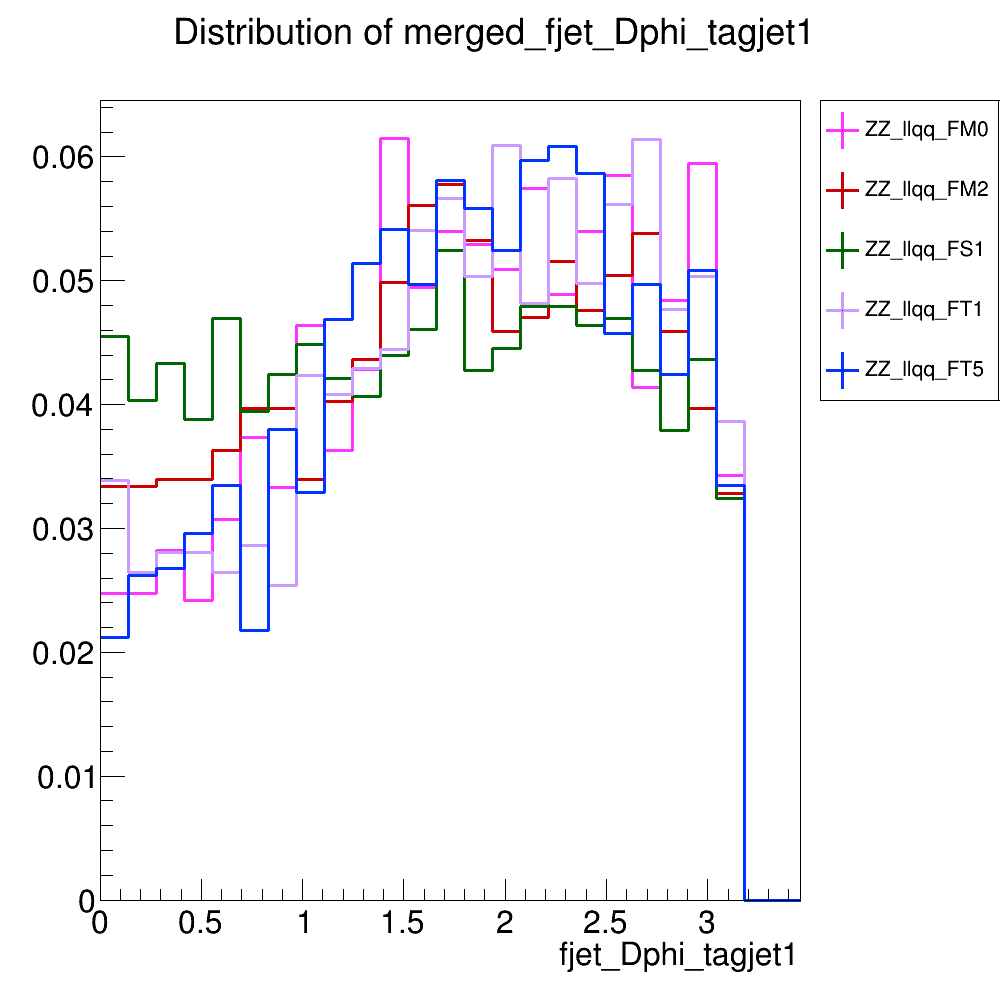 Distribution of merged_fjet_Dphi_tagjet1
ZZ_llqq_FM0
ZZ_llqq_FM2
ZZ_llqq_FS1
ZZ_llqq_FT1
ZZ_llqq_FT5
0.06
0.05
0.04
0.03
0.02
0.01
0
0 0.5 1 1.5 2 2.5 3
fjet_Dphi_tagjet1